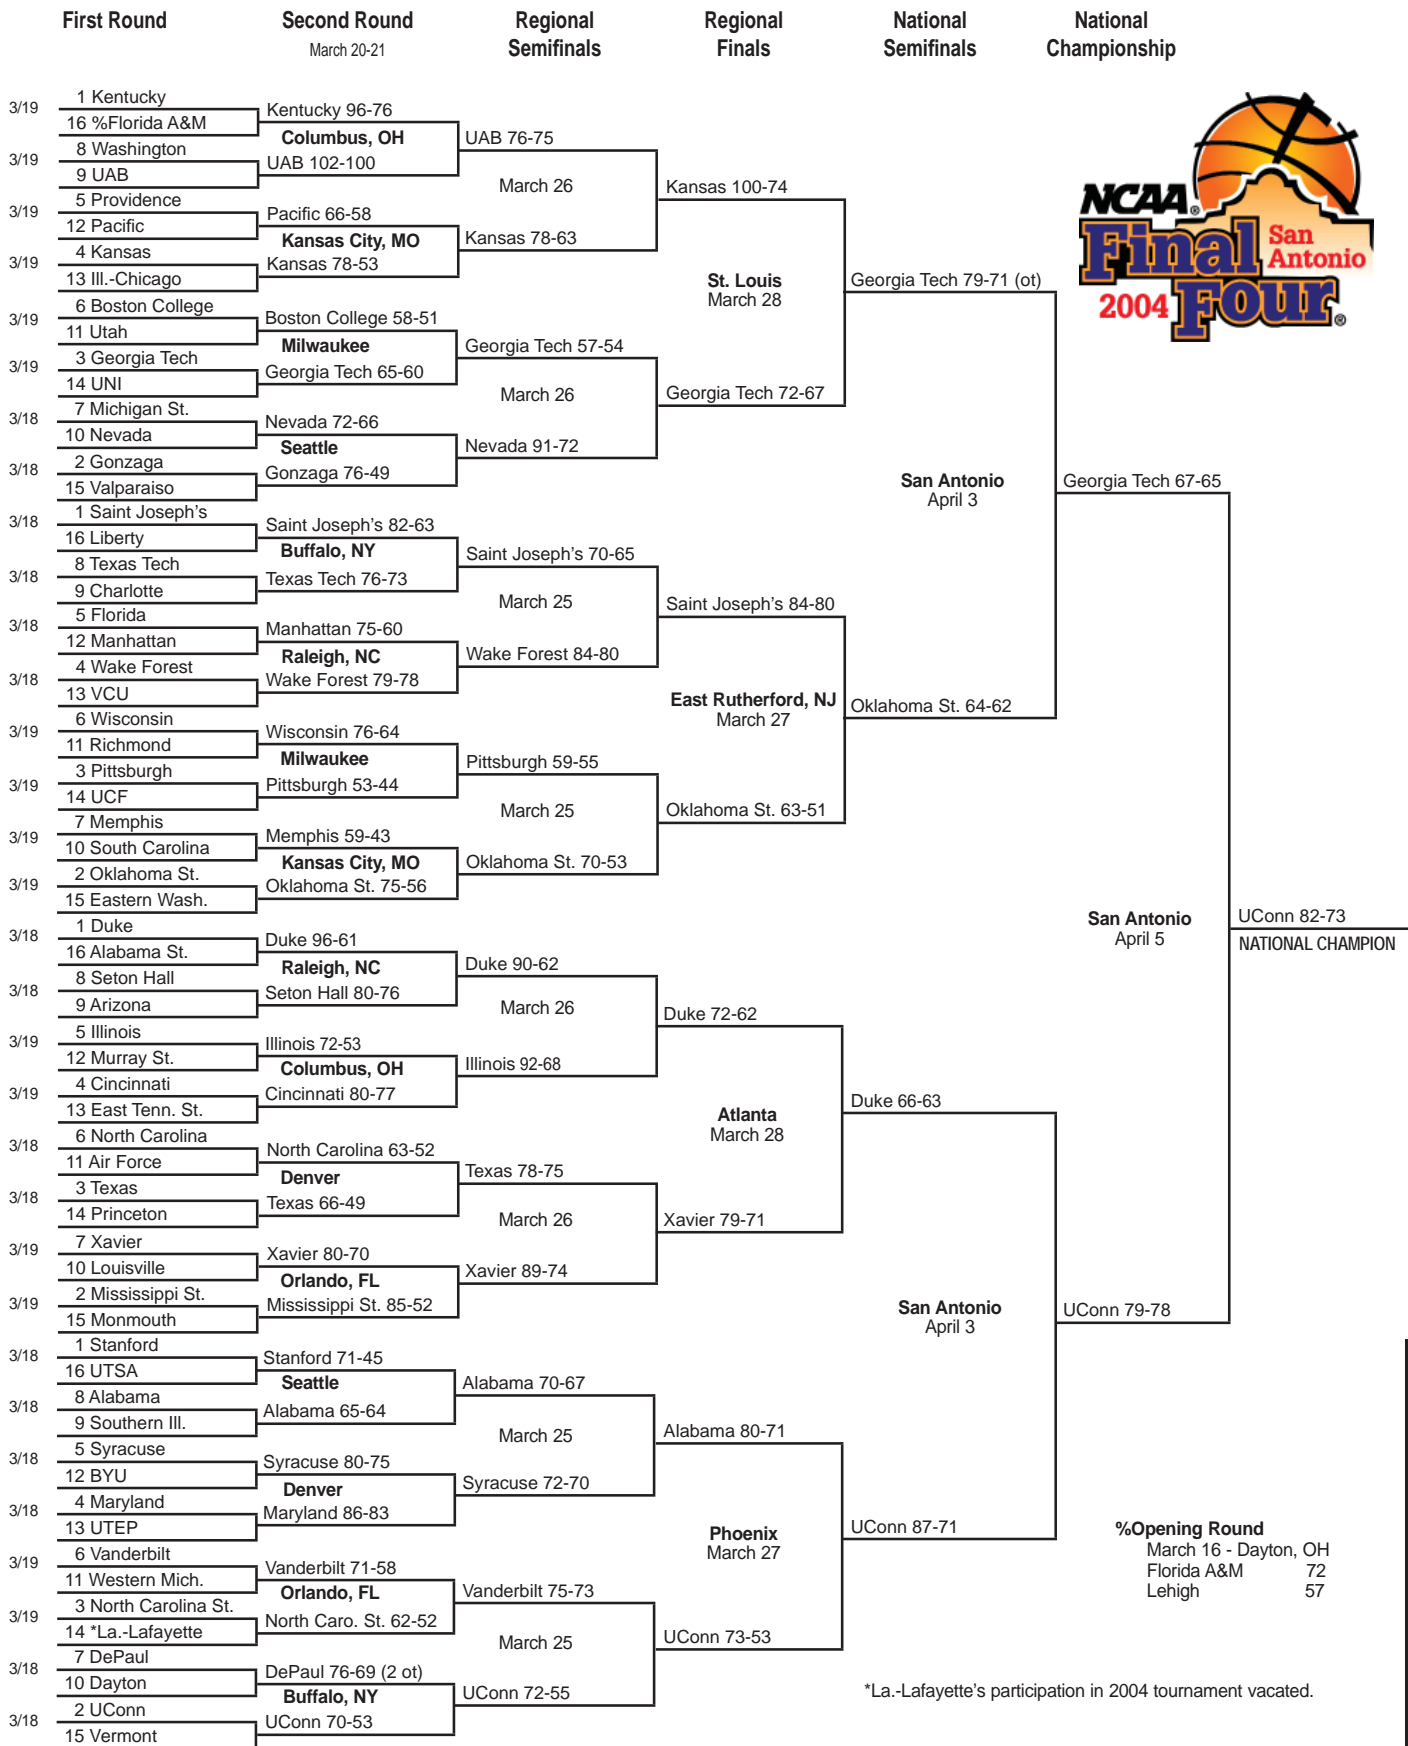 First Round
Second Round
March 20-21
Regional
Semifinals
Regional
Finals
National
Semifinals
National
Championship
3/19
1 Kentucky
16 %Florida A&M
3/19
8 Washington
9 UAB
3/19
5 Providence
12 Pacific
3/19
4 Kansas
13 Ill.-Chicago
3/19
6 Boston College
11 Utah
3/19
3 Georgia Tech
14 UNI
3/18
7 Michigan St.
10 Nevada
3/18
2 Gonzaga
15 Valparaiso
3/18
1 Saint Joseph's
16 Liberty
3/18
8 Texas Tech
9 Charlotte
3/18
5 Florida
12 Manhattan
3/18
4 Wake Forest
13 VCU
3/19
6 Wisconsin
11 Richmond
3/19
3 Pittsburgh
14 UCF
3/19
7 Memphis
10 South Carolina
3/19
2 Oklahoma St.
15 Eastern Wash.
3/18
1 Duke
16 Alabama St.
3/18
8 Seton Hall
9 Arizona
3/19
5 Illinois
12 Murray St.
3/19
4 Cincinnati
13 East Tenn. St.
3/18
6 North Carolina
11 Air Force
3/18
3 Texas
14 Princeton
3/19
7 Xavier
10 Louisville
3/19
2 Mississippi St.
15 Monmouth
3/18
1 Stanford
16 UTSA
3/18
8 Alabama
9 Southern Ill.
3/18
5 Syracuse
12 BYU
3/18
4 Maryland
13 UTEP
3/19
6 Vanderbilt
11 Western Mich.
3/19
3 North Carolina St.
14 *La.-Lafayette
3/18
7 DePaul
10 Dayton
3/18
2 UConn
15 Vermont
Kentucky 96-76
Columbus, OH
UAB 102-100
Pacific 66-58
Kansas City, MO
Kansas 78-53
Boston College 58-51
Milwaukee
Georgia Tech 65-60
Nevada 72-66
Seattle
Gonzaga 76-49
Saint Joseph's 82-63
Buffalo, NY
Texas Tech 76-73
Manhattan 75-60
Raleigh, NC
Wake Forest 79-78
Wisconsin 76-64
Milwaukee
Pittsburgh 53-44
Memphis 59-43
Kansas City, MO
Oklahoma St. 75-56
Duke 96-61
Raleigh, NC
Seton Hall 80-76
Illinois 72-53
Columbus, OH
Cincinnati 80-77
North Carolina 63-52
Denver
Texas 66-49
Xavier 80-70
Orlando, FL
Mississippi St. 85-52
Stanford 71-45
Seattle
Alabama 65-64
Syracuse 80-75
Denver
Maryland 86-83
Vanderbilt 71-58
Orlando, FL
North Caro. St. 62-52
DePaul 76-69 (2 ot)
Buffalo, NY
UConn 70-53
UAB 76-75
March 26
Kansas 78-63
Georgia Tech 57-54
March 26
Nevada 91-72
Saint Joseph's 70-65
March 25
Wake Forest 84-80
Pittsburgh 59-55
March 25
Oklahoma St. 70-53
Duke 90-62
March 26
Illinois 92-68
Texas 78-75
March 26
Xavier 89-74
Alabama 70-67
March 25
Syracuse 72-70
Vanderbilt 75-73
March 25
UConn 72-55
Kansas 100-74
St. Louis
March 28
Georgia Tech 72-67
Saint Joseph's 84-80
East Rutherford, NJ
March 27
Oklahoma St. 63-51
Duke 72-62
Atlanta
March 28
Xavier 79-71
Alabama 80-71
Phoenix
March 27
UConn 73-53
Georgia Tech 79-71 (ot)
San Antonio
April 3
Oklahoma St. 64-62
Duke 66-63
San Antonio
April 3
UConn 87-71
Georgia Tech 67-65
San Antonio
April 5
UConn 79-78
UConn 82-73
NATIONAL CHAMPION
NCAA®
Final San Antonio
2004 Four®
%Opening Round
March 16 - Dayton, OH
Florida A&M 72
Lehigh 57
*La.-Lafayette's participation in 2004 tournament vacated.